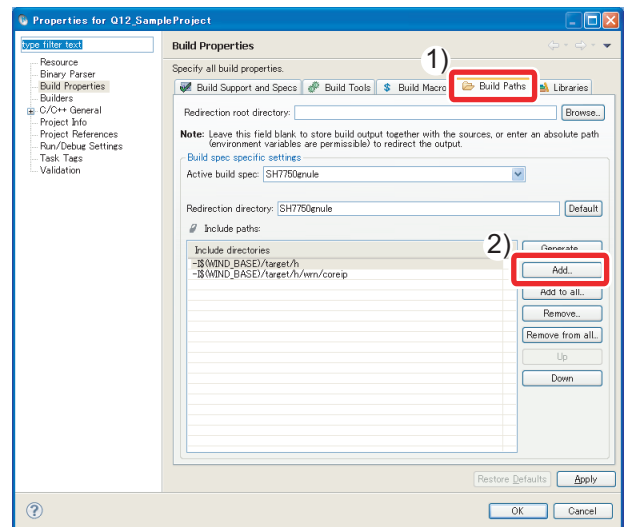 Properties for Q12_SampleProject
type filter text
Build Properties
Resource
Binary Parser
Build Properties
Builders
C/C++ General
Project Info
Project References
Run/Debug Settings
Task Tags
Validation
Specify all build properties.
1)
Build Support and Specs
Build Tools
$ Build Macro
Build Paths
Libraries
Redirection root directory:
Browse...
Note: Leave this field blank to store build output together with the sources, or enter an absolute path
(environment variables are permissible) to redirect the output.
Build spec specific settings
Active build spec: SH7750gnule
Redirection directory: SH7750gnule
Default
Include paths:
2)
Include directories
Generate
-I$(WIND_BASE)/target/h
-I$(WIND_BASE)/target/h/wrn/coreip
Add...
Add to all...
Remove...
Remove from all...
Up
Down
Restore Defaults
Apply
?
OK
Cancel